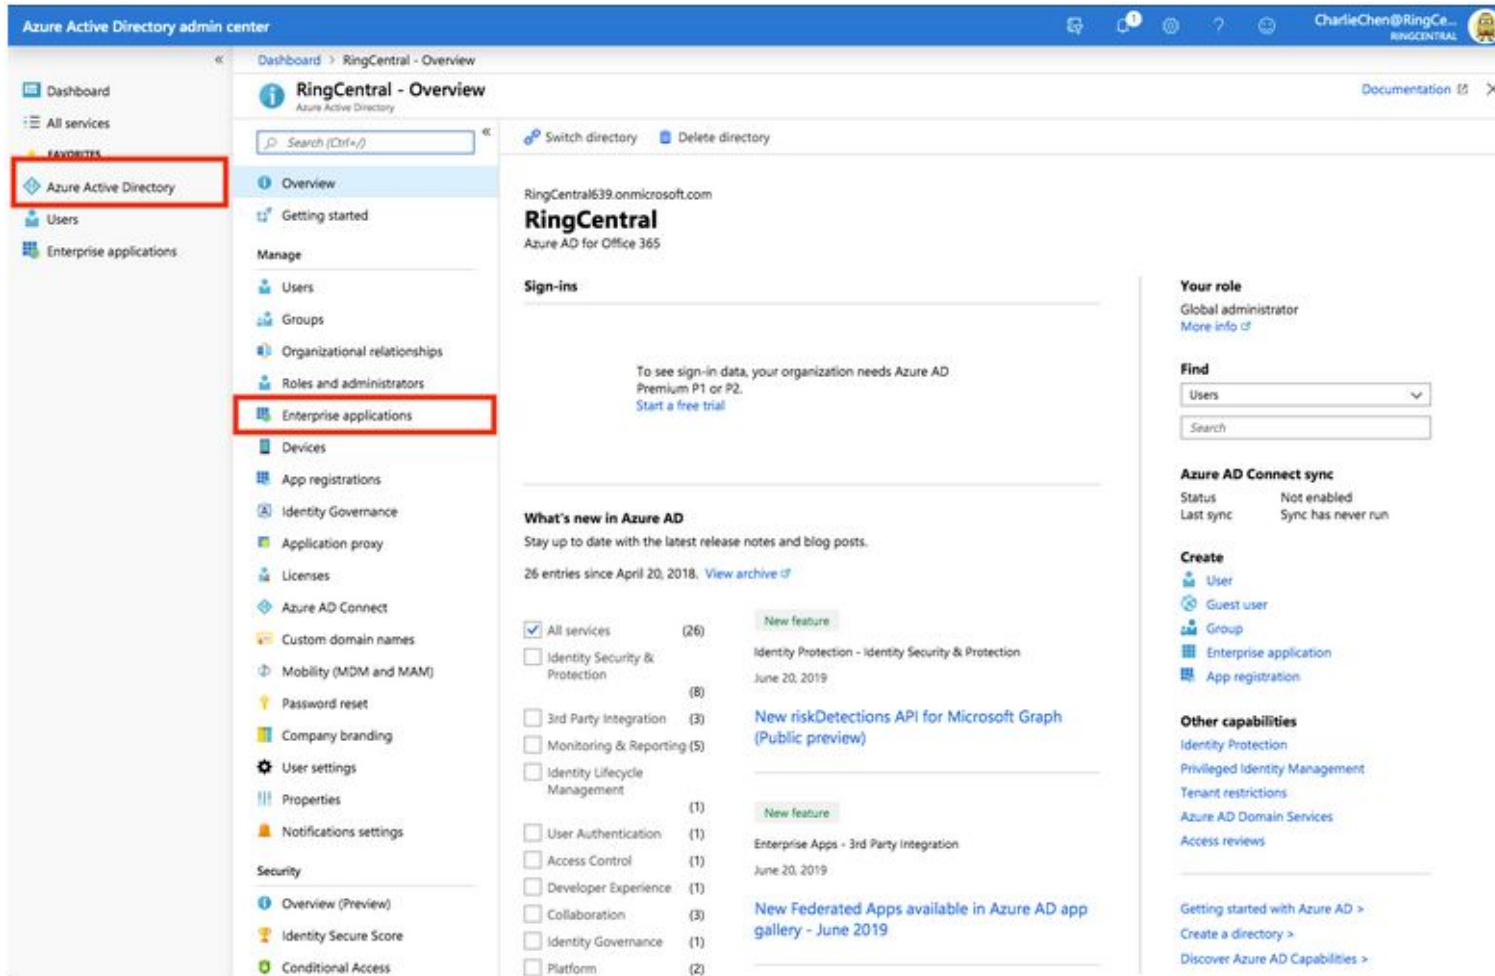 Azure Active Directory admin center
1
CharlieChen@RingCe...
RINGCENTRAL
«
Dashboard
All services
FAVORITES
Azure Active Directory
Users
Enterprise applications
Dashboard > RingCentral - Overview
RingCentral - Overview
Azure Active Directory
Documentation
Search (Ctrl+/)
«
Overview
Getting started
Manage
Users
Groups
Organizational relationships
Roles and administrators
Enterprise applications
Devices
App registrations
Identity Governance
Application proxy
Licenses
Azure AD Connect
Custom domain names
Mobility (MDM and MAM)
Password reset
Company branding
User settings
Properties
Notifications settings
Security
Overview (Preview)
Identity Secure Score
Conditional Access
Switch directory
Delete directory
RingCentral639.onmicrosoft.com
RingCentral
Azure AD for Office 365
Sign-ins
To see sign-in data, your organization needs Azure AD
Premium P1 or P2.
Start a free trial
What's new in Azure AD
Stay up to date with the latest release notes and blog posts.
26 entries since April 20, 2018. View archive
All services (26)
Identity Security &
Protection
(8)
3rd Party Integration (3)
Monitoring & Reporting (5)
Identity Lifecycle
Management
(1)
User Authentication (1)
Access Control (1)
Developer Experience (1)
Collaboration (3)
Identity Governance (1)
Platform (2)
New feature
Identity Protection - Identity Security & Protection
June 20, 2019
New riskDetections API for Microsoft Graph
(Public preview)
New feature
Enterprise Apps - 3rd Party Integration
June 20, 2019
New Federated Apps available in Azure AD app
gallery - June 2019
Your role
Global administrator
More info
Find
Users
Search
Azure AD Connect sync
Status Not enabled
Last sync Sync has never run
Create
User
Guest user
Group
Enterprise application
App registration
Other capabilities
Identity Protection
Privileged Identity Management
Tenant restrictions
Azure AD Domain Services
Access reviews
Getting started with Azure AD >
Create a directory >
Discover Azure AD Capabilities >